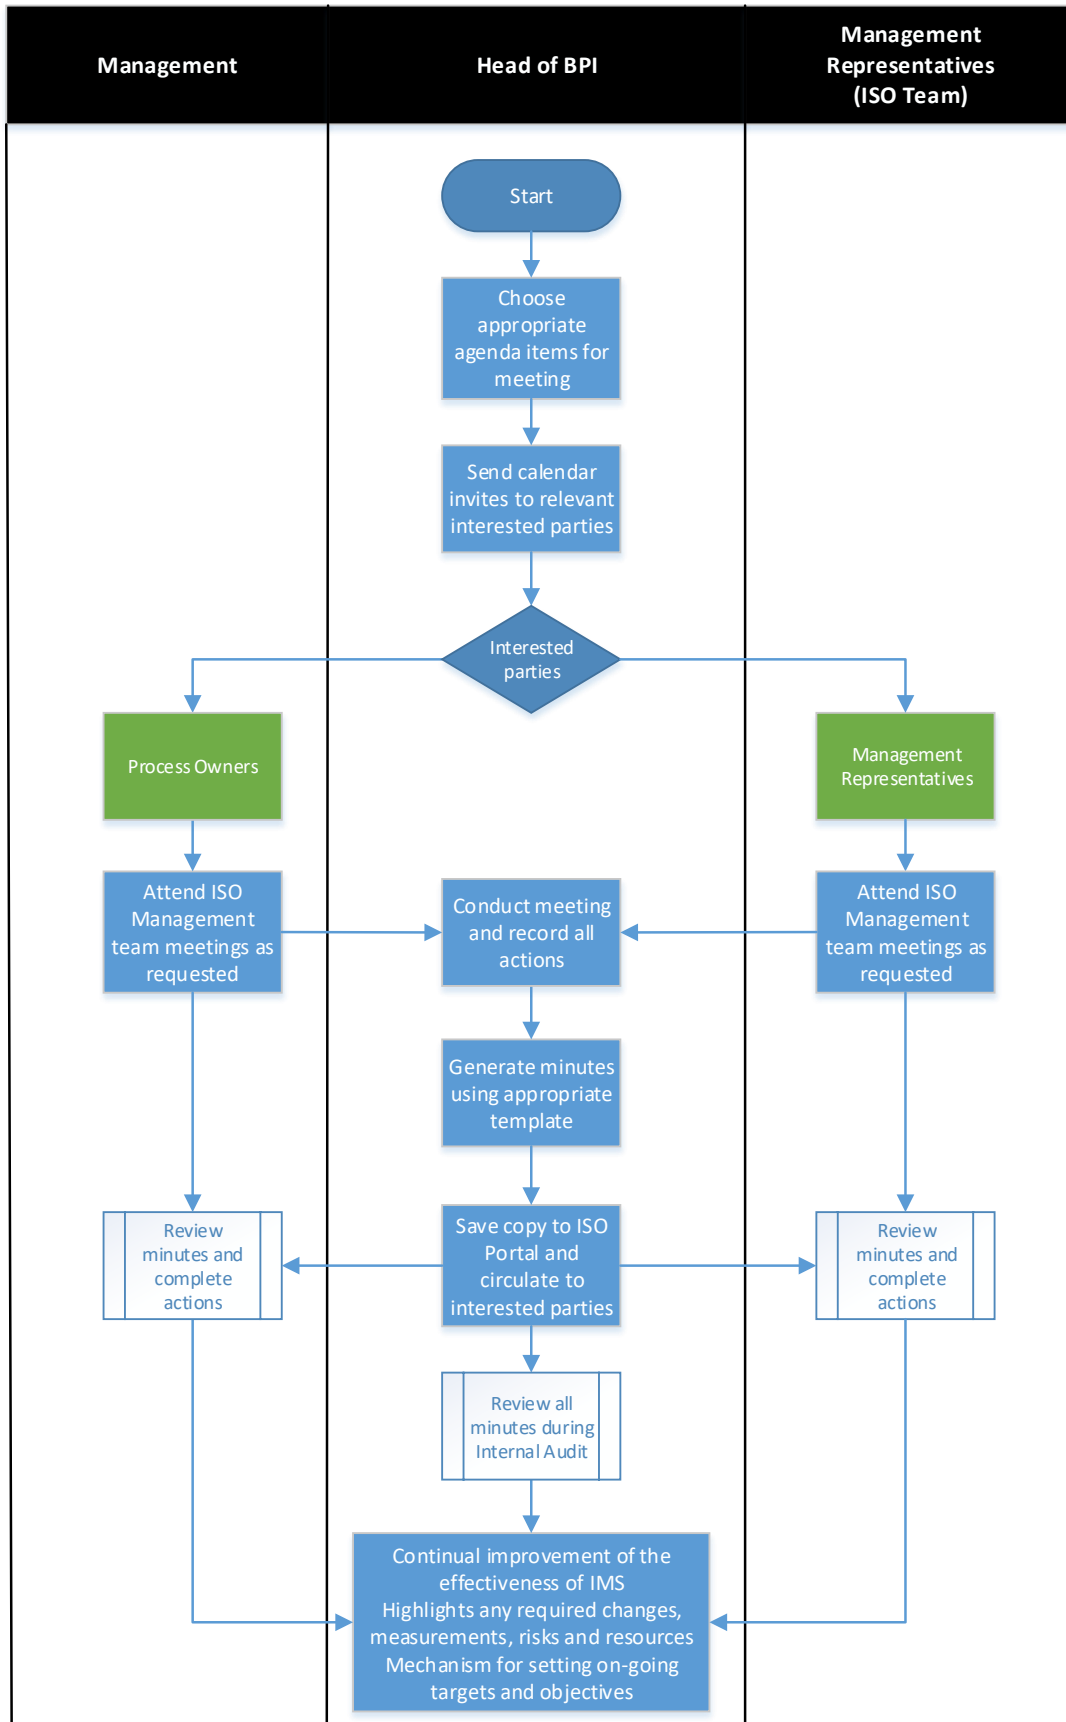 Management
Head of BPI
Management
Representatives
(ISO Team)
Start
Choose
appropriate
agenda items for
meeting
Send calendar
invites to relevant
interested parties
Interested
parties
Process Owners
Management
Representatives
Attend ISO
Management
team meetings as
requested
Conduct meeting
and record all
actions
Attend ISO
Management
team meetings as
requested
Generate minutes
using appropriate
template
Review
minutes and
complete
actions
Save copy to ISO
Portal and
circulate to
interested parties
Review
minutes and
complete
actions
Review all
minutes during
Internal Audit
Continual improvement of the
effectiveness of IMS
Highlights any required changes,
measurements, risks and resources
Mechanism for setting on-going
targets and objectives